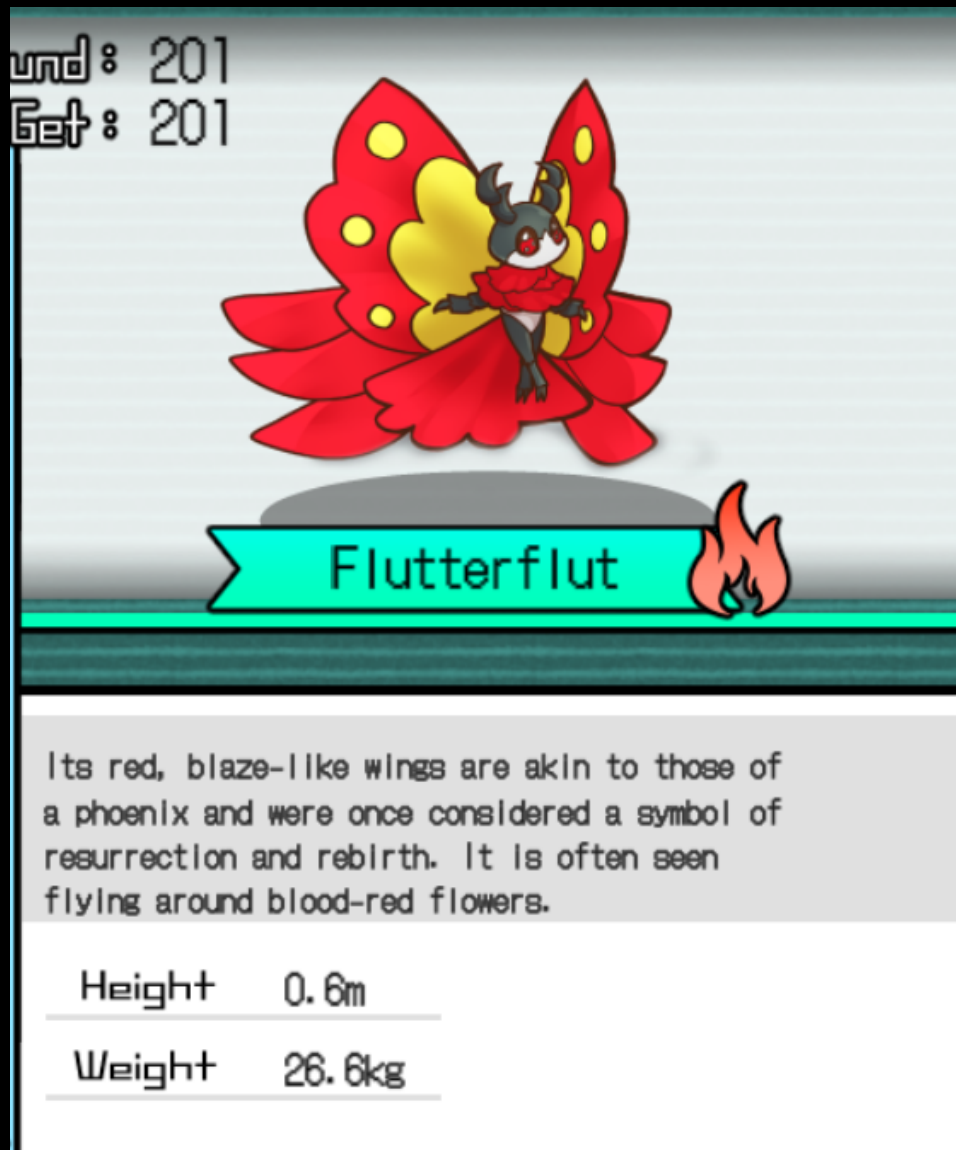 und: 201
Get: 201
Flutterflut
Its red, blaze-like wings are akin to those of
a phoenix and were once considered a symbol of
resurrection and rebirth. It is often seen
flying around blood-red flowers.
Height 0.6m
Weight 26.6kg